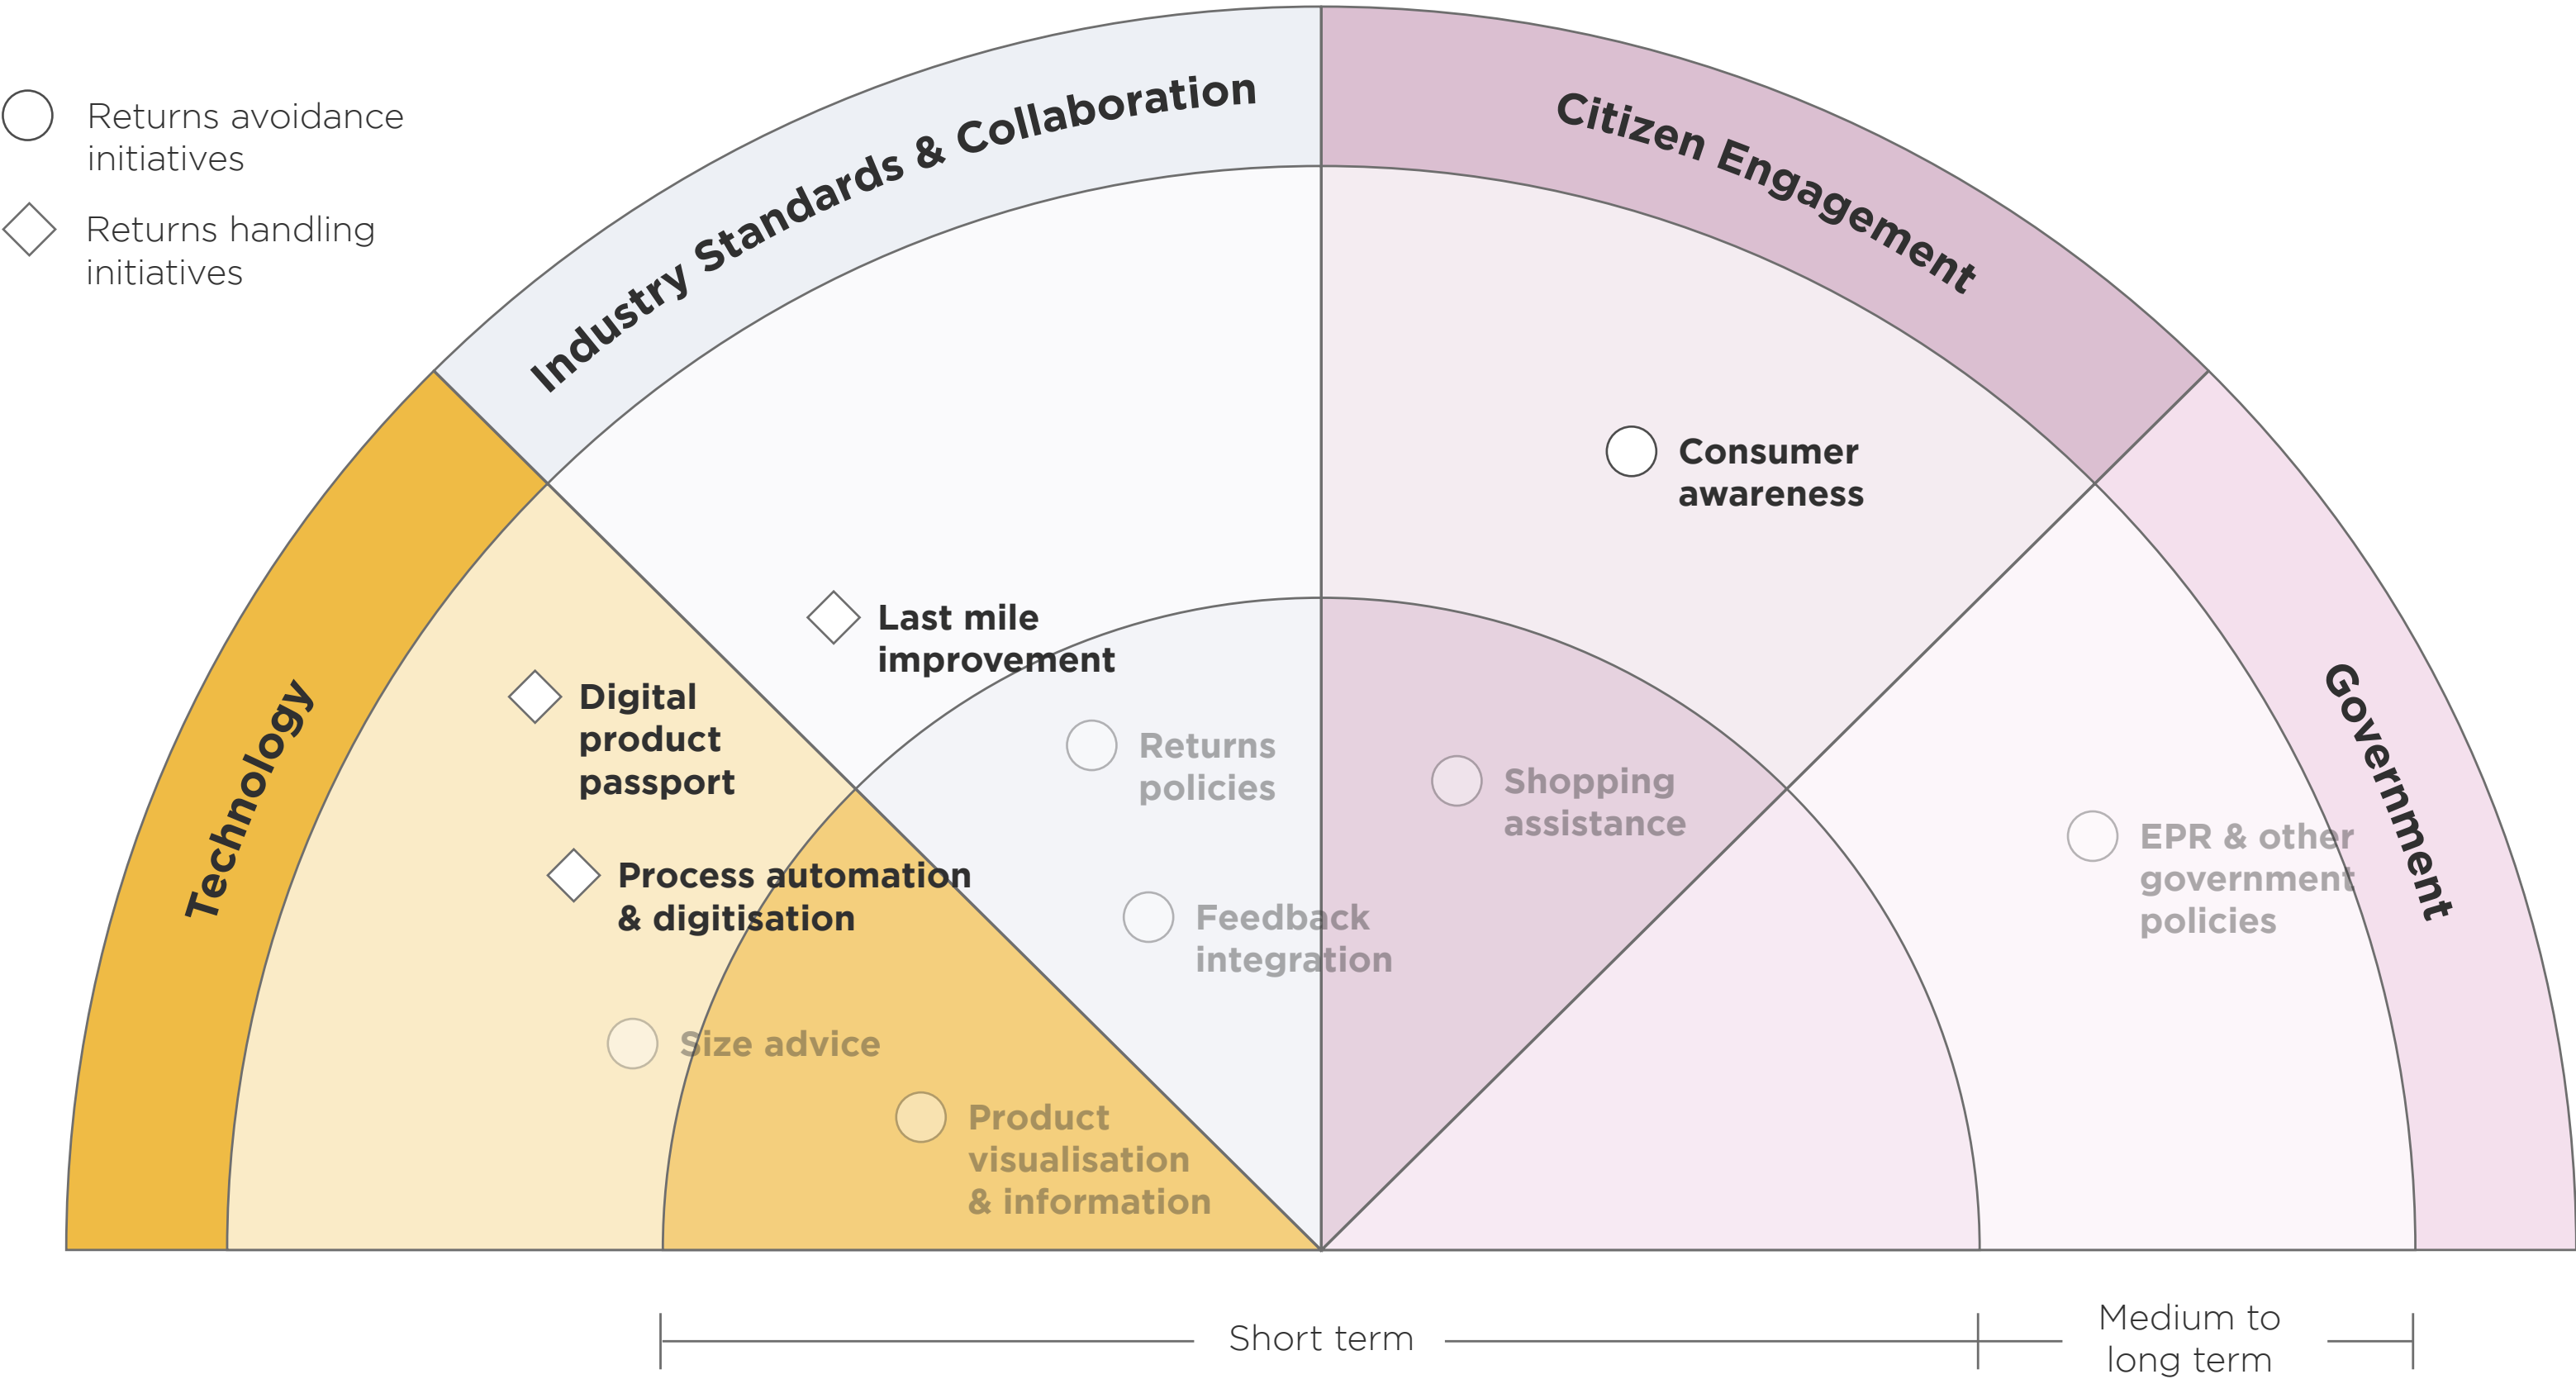 Returns avoidance
initiatives
Returns handling
initiatives
Industry Standards & Collaboration
Citizen Engagement
Technology
Government
Consumer
awareness
Last mile
improvement
Digital
product
passport
Returns
policies
Shopping
assistance
EPR & other
government
policies
Process automation
& digitisation
Feedback
integration
Size advice
Product
visualisation
& information
Short term
Medium to
long term